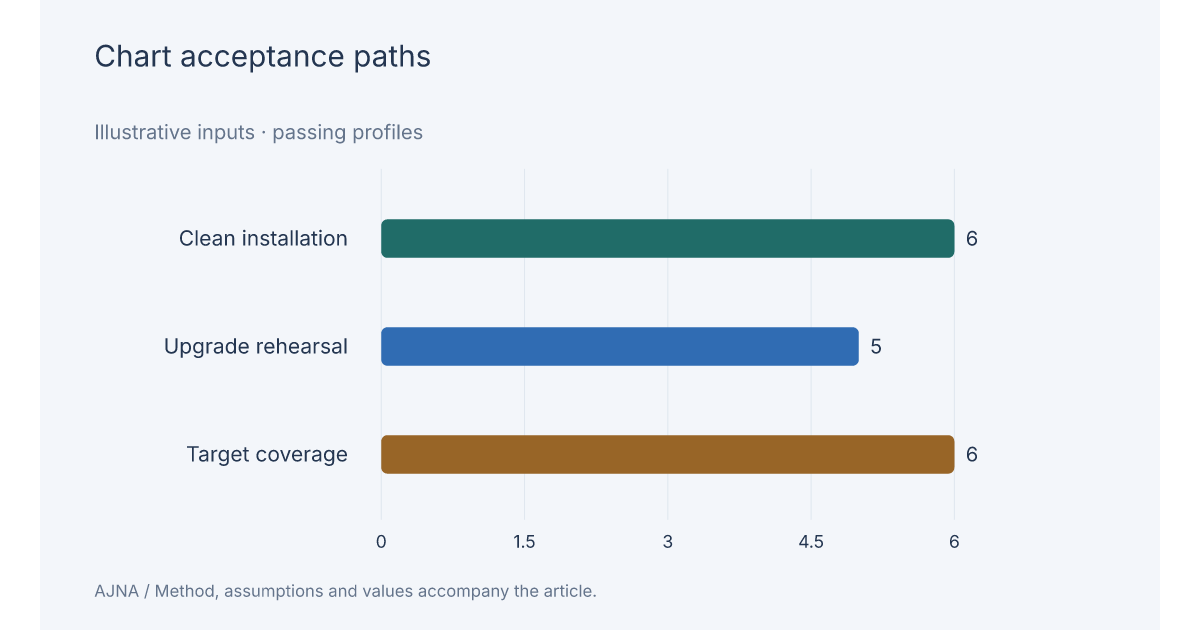 Chart acceptance paths
Illustrative inputs · passing profiles
Clean installation 6
Upgrade rehearsal 5
Target coverage 6
0 1.5 3 4.5 6
AJNA / Method, assumptions and values accompany the article.